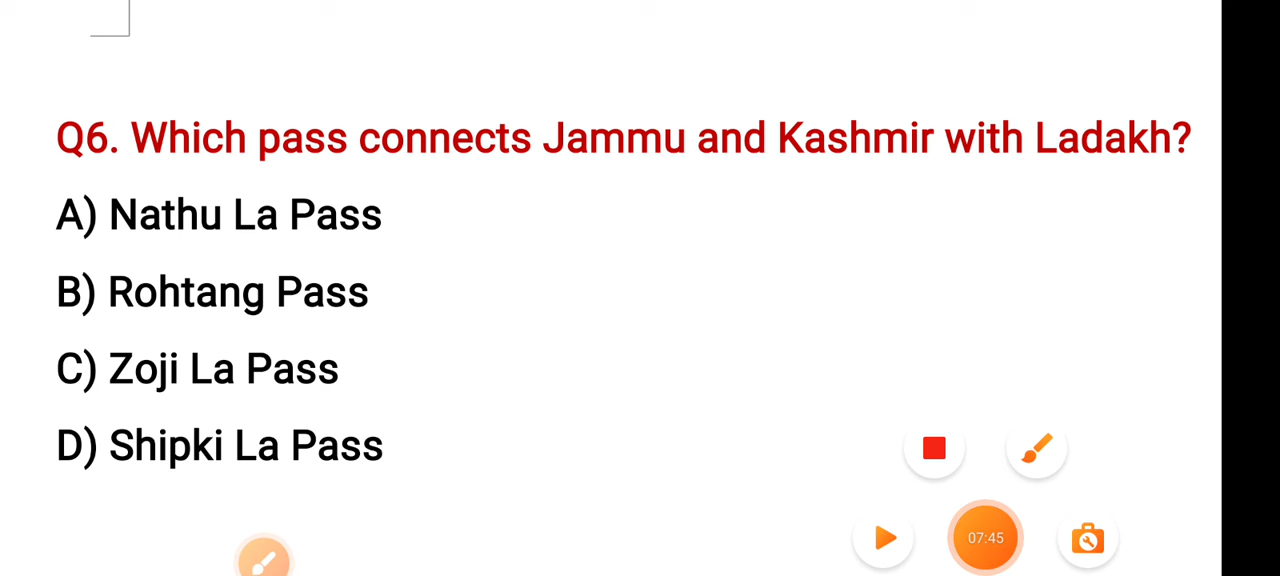 Q6. Which pass connects Jammu and Kashmir with Ladakh?
A) Nathu La Pass
B) Rohtang Pass
C) Zoji La Pass
D) Shipki La Pass
07:45